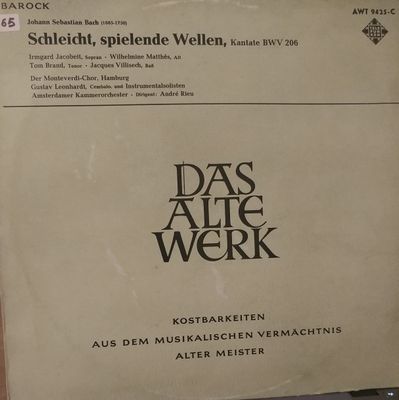 BAROCK
AWT 9425-C
65
Johann Sebastian Bach (1685-1750)
Schleicht, spielende Wellen, Kantate BWV 206
Irmgard Jacobeit, Sopran · Wilhelmine Matthès, Alt
Tom Brand, Tenor · Jacques Villisech, Baß
Der Monteverdi-Chor, Hamburg
Gustav Leonhardt, Cembalo, und Instrumentalsolisten
Amsterdamer Kammerorchester · Dirigent: André Rieu
DAS
ALTE
WERK
KOSTBARKEITEN
AUS DEM MUSIKALISCHEN VERMÄCHTNIS
ALTER MEISTER